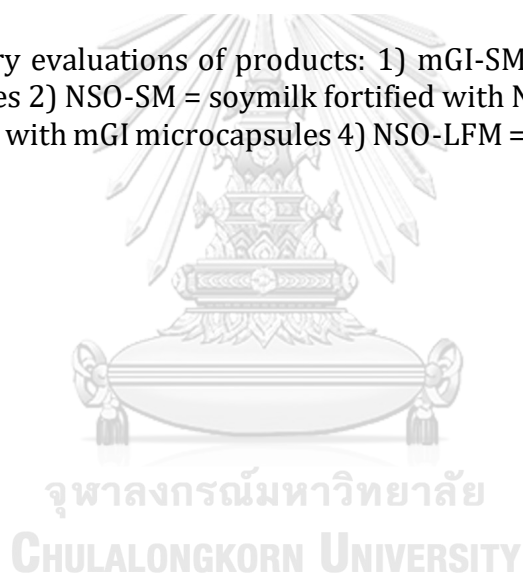 ry evaluations of products: 1) mGI-SM
es 2) NSO-SM = soymilk fortified with N
with mGI microcapsules 4) NSO-LFM =
จุฬาลงกรณ์มหาวิทยาลัย
CHULALONGKORN UNIVERSITY